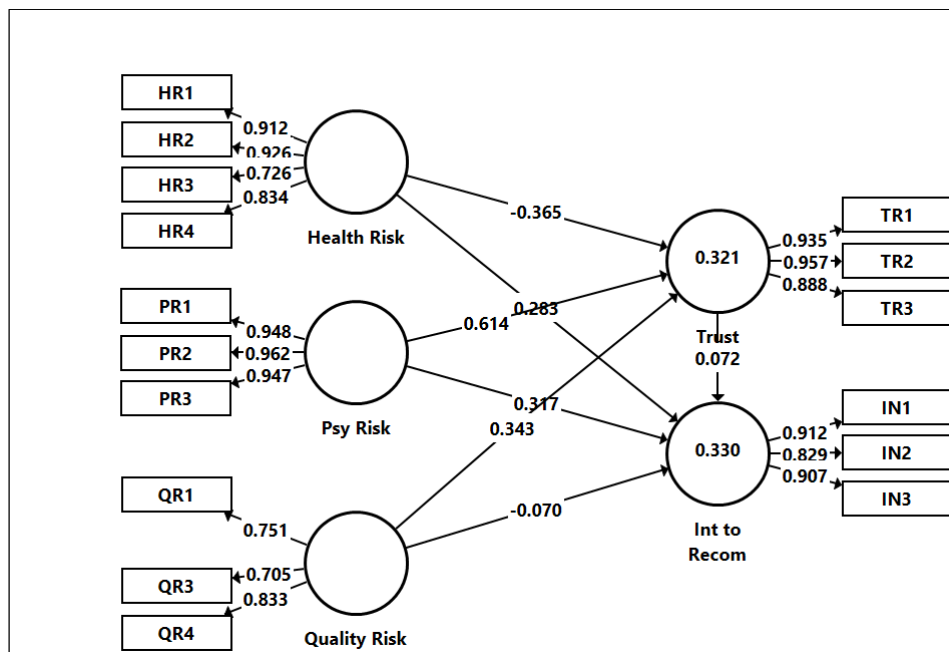 HR1
HR2
HR3
HR4
0.912
0.926
0.726
0.834
Health Risk
PR1
PR2
PR3
0.948
0.962
0.947
Psy Risk
QR1
QR3
QR4
0.751
0.705
0.833
Quality Risk
-0.365
0.283
0.614
0.317
0.343
-0.070
0.321
Trust
0.072
0.330
Int to
Recom
0.935
0.957
0.888
TR1
TR2
TR3
0.912
0.829
0.907
IN1
IN2
IN3